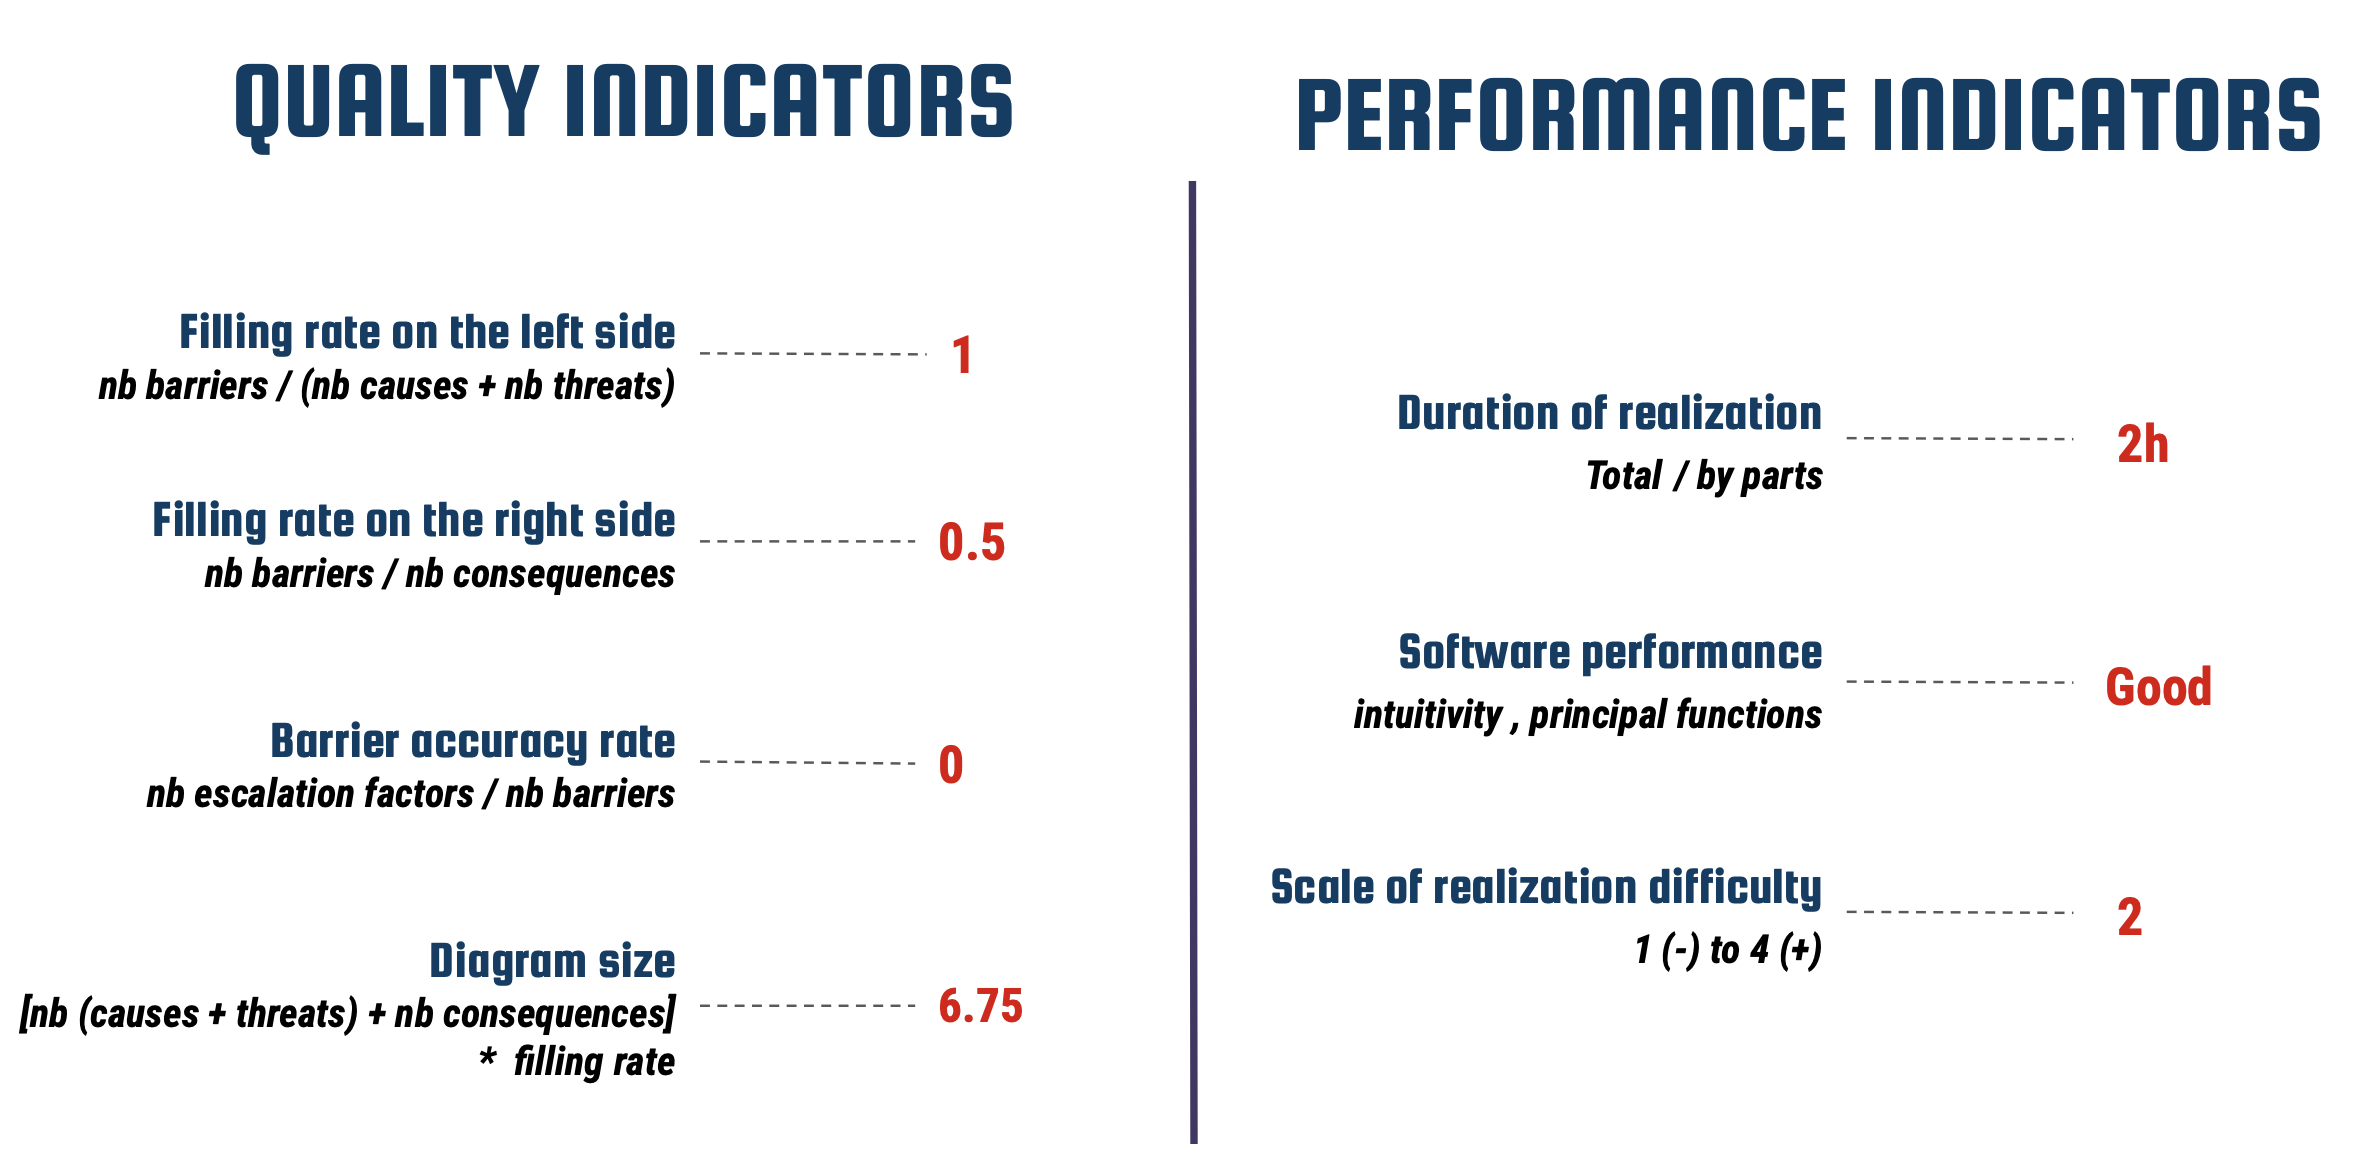 QUALITY INDICATORS
Filling rate on the left side
nb barriers / (nb causes + nb threats)
1
Filling rate on the right side
nb barriers / nb consequences
0.5
Barrier accuracy rate
nb escalation factors / nb barriers
0
Diagram size
[nb (causes + threats) + nb consequences]
* filling rate
6.75
PERFORMANCE INDICATORS
Duration of realization
Total / by parts
2h
Software performance
intuitivity , principal functions
Good
Scale of realization difficulty
1 (-) to 4 (+)
2